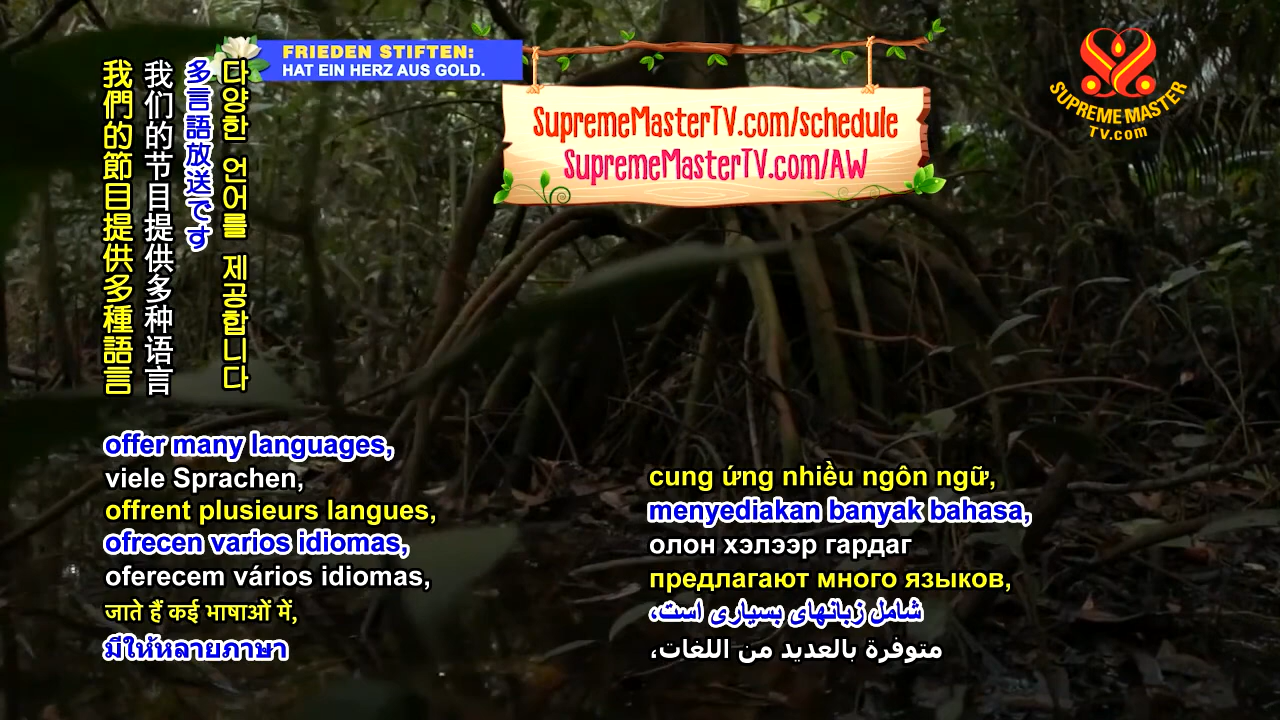 FRIEDEN STIFTEN:
HAT EIN HERZ AUS GOLD.
SupremeMasterTV.com/schedule
SupremeMasterTV.com/AW
SUPREME MASTER
TV.com
我們的節目提供多種語言
我们的节目提供多种语言
多言語放送です
다양한 언어를 제공합니다
offer many languages,
viele Sprachen,
offrent plusieurs langues,
ofrecen varios idiomas,
oferecem vários idiomas,
जाते हैं कई भाषाओं में,
มีให้หลายภาษา
cung ứng nhiều ngôn ngữ,
menyediakan banyak bahasa,
олон хэлээр гардаг
предлагают много языков,
شامل زبانهای بسیاری است،
متوفرة بالعديد من اللغات،